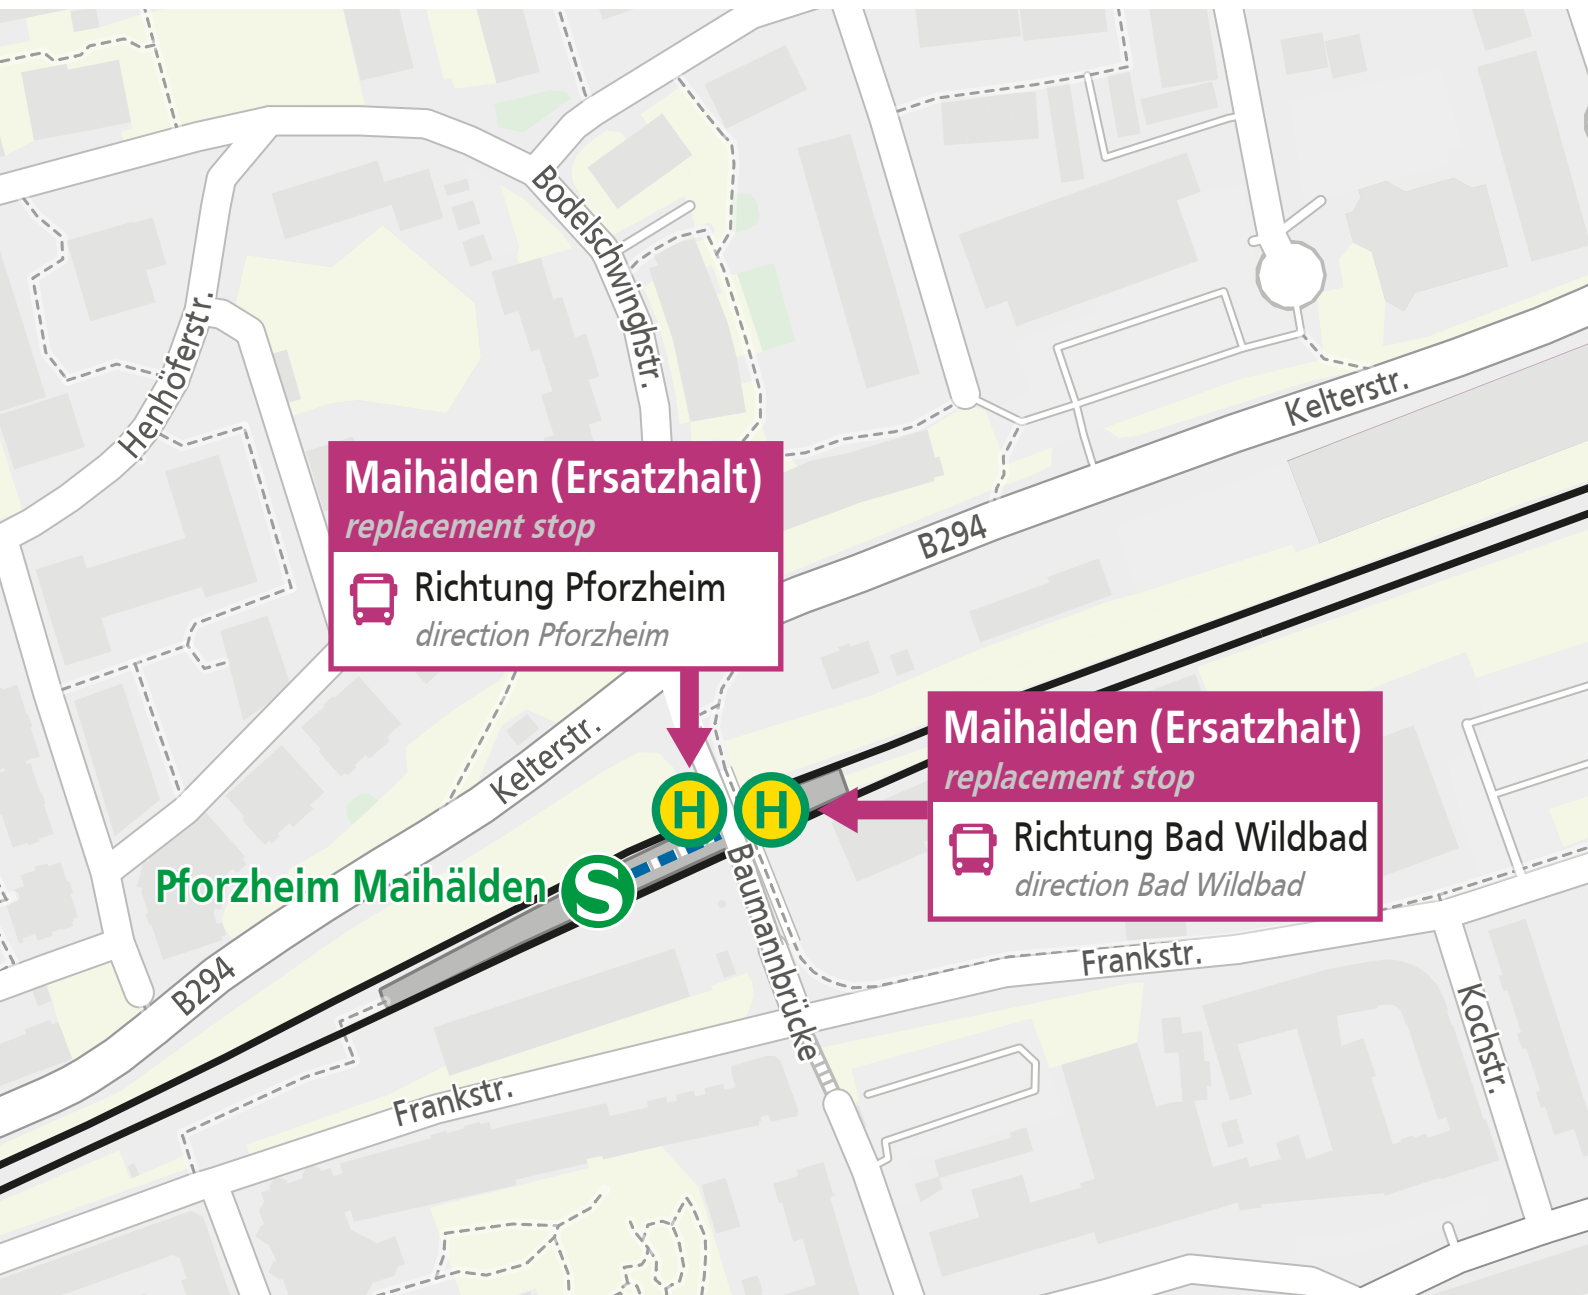 Bodelschwinghstr.
Henhöferstr.
Kelterstr.
Maihälden (Ersatzhalt)
replacement stop
Richtung Pforzheim
direction Pforzheim
B294
Kelterstr.
Maihälden (Ersatzhalt)
replacement stop
Richtung Bad Wildbad
direction Bad Wildbad
H
H
Pforzheim Maihälden
S
Baumannbrücke
B294
Frankstr.
Kochstr.
Frankstr.